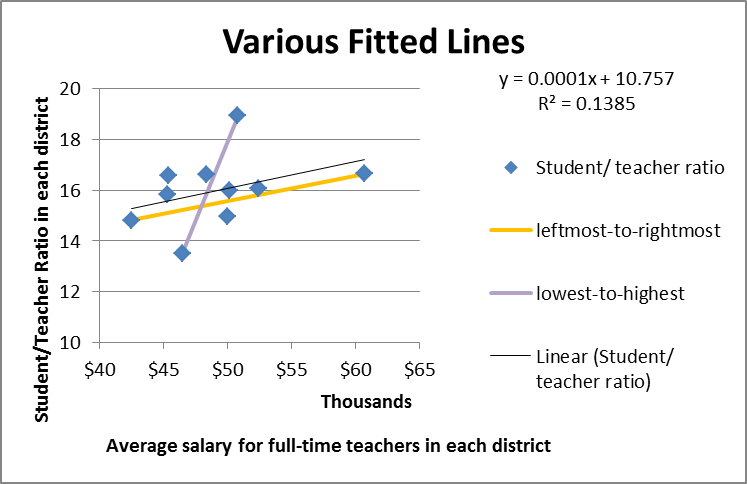 Various Fitted Lines
y = 0.0001x + 10.757
R² = 0.1385
Student/Teacher Ratio in each district
20
18
16
14
12
10
$40 $45 $50 $55 $60 $65
Thousands
Average salary for full-time teachers in each district
Student/ teacher ratio
leftmost-to-rightmost
lowest-to-highest
Linear (Student/
teacher ratio)